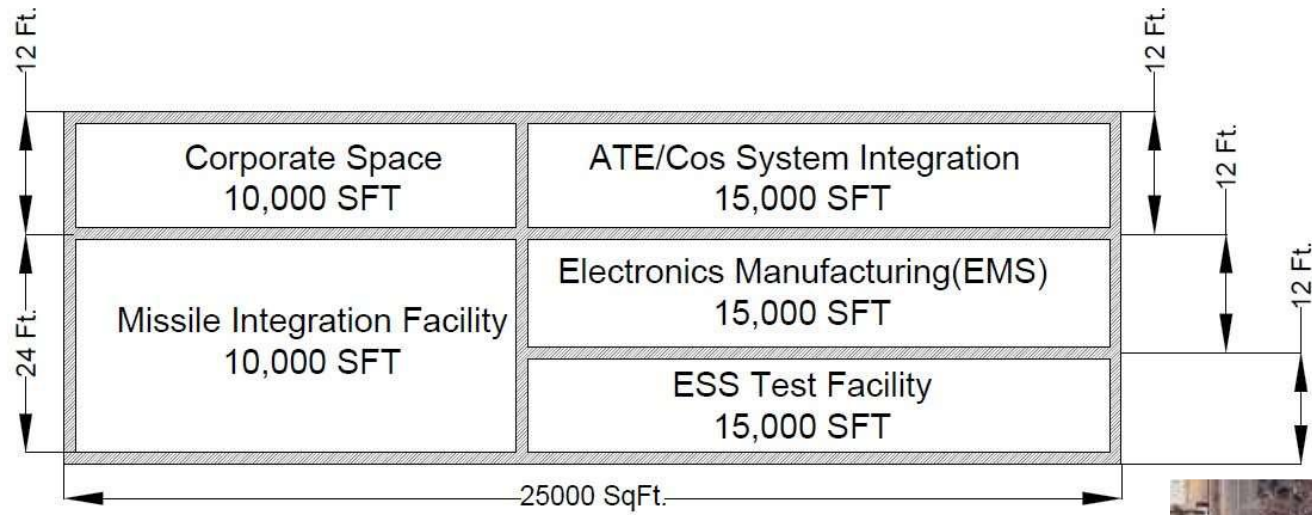 12 Ft.
12 Ft.
Corporate Space
10,000 SFT
ATE/Cos System Integration
15,000 SFT
12 Ft.
24 Ft.
Missile Integration Facility
10,000 SFT
Electronics Manufacturing(EMS)
15,000 SFT
12 Ft.
ESS Test Facility
15,000 SFT
25000 SqFt.